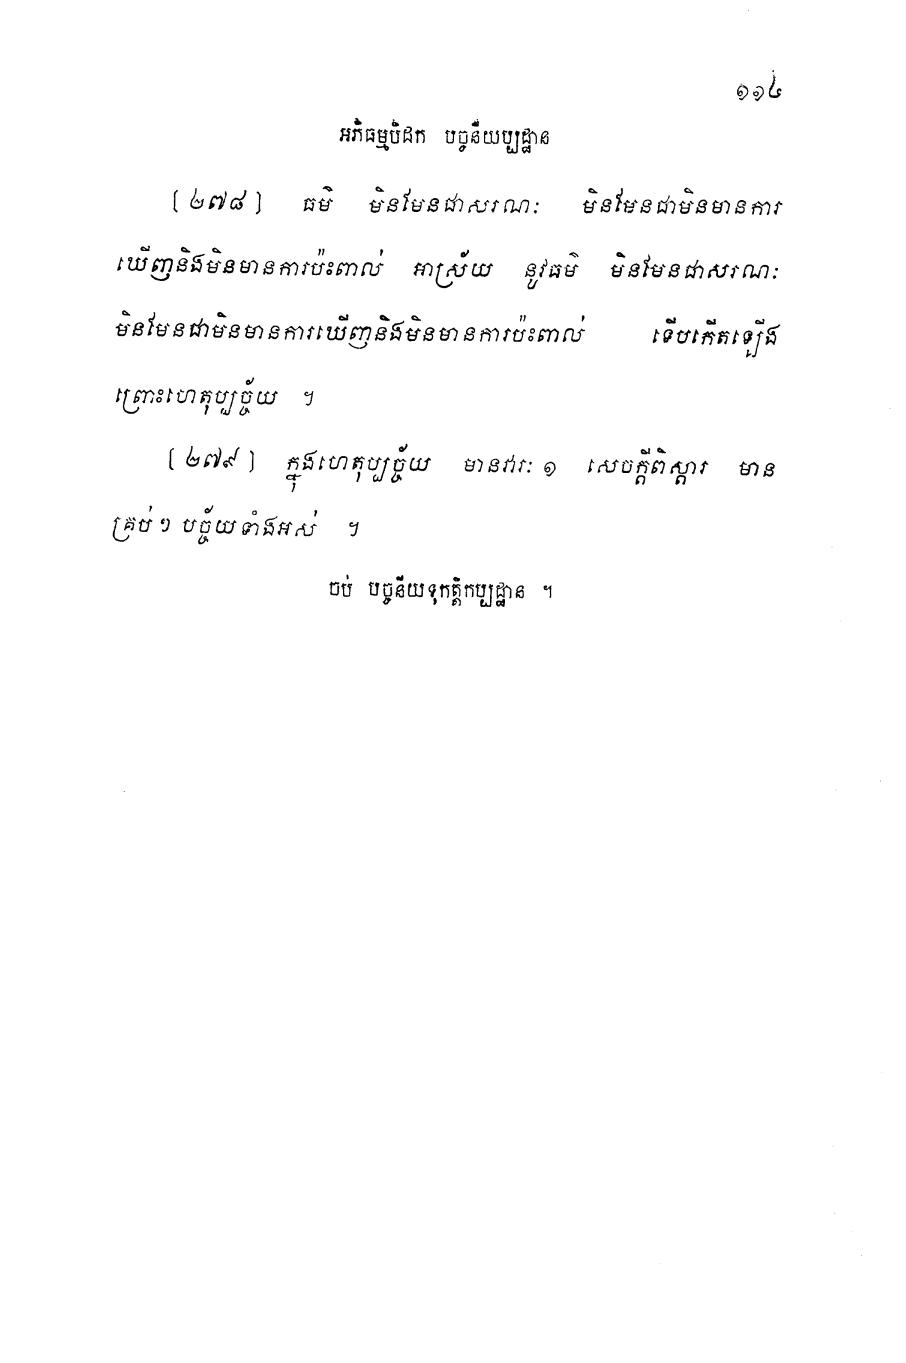 ១១៤
អភិធម្មបិដក បច្ចនីយប្បដ្ឋាន
[ ២៧៨ ] ធម៌ មិនមែនជាសរណៈ មិនមែនជាមិនមានការ
ឃើញនិងមិនមានការប៉ះពាល់ អាស្រ័យ នូវធម៌ មិនមែនជាសរណៈ
មិនមែនជាមិនមានការឃើញនិងមិនមានការប៉ះពាល់ ទើបកើតឡើង
ព្រោះហេតុប្បច្ច័យ ។
[ ២៧៩ ] ក្នុងហេតុប្បច្ច័យ មានវារៈ ១ សេចក្តីពិស្តារ មាន
គ្រប់ៗ បច្ច័យទាំងអស់ ។
ចប់ បច្ចនីយទុកត្តិកប្បដ្ឋាន ។